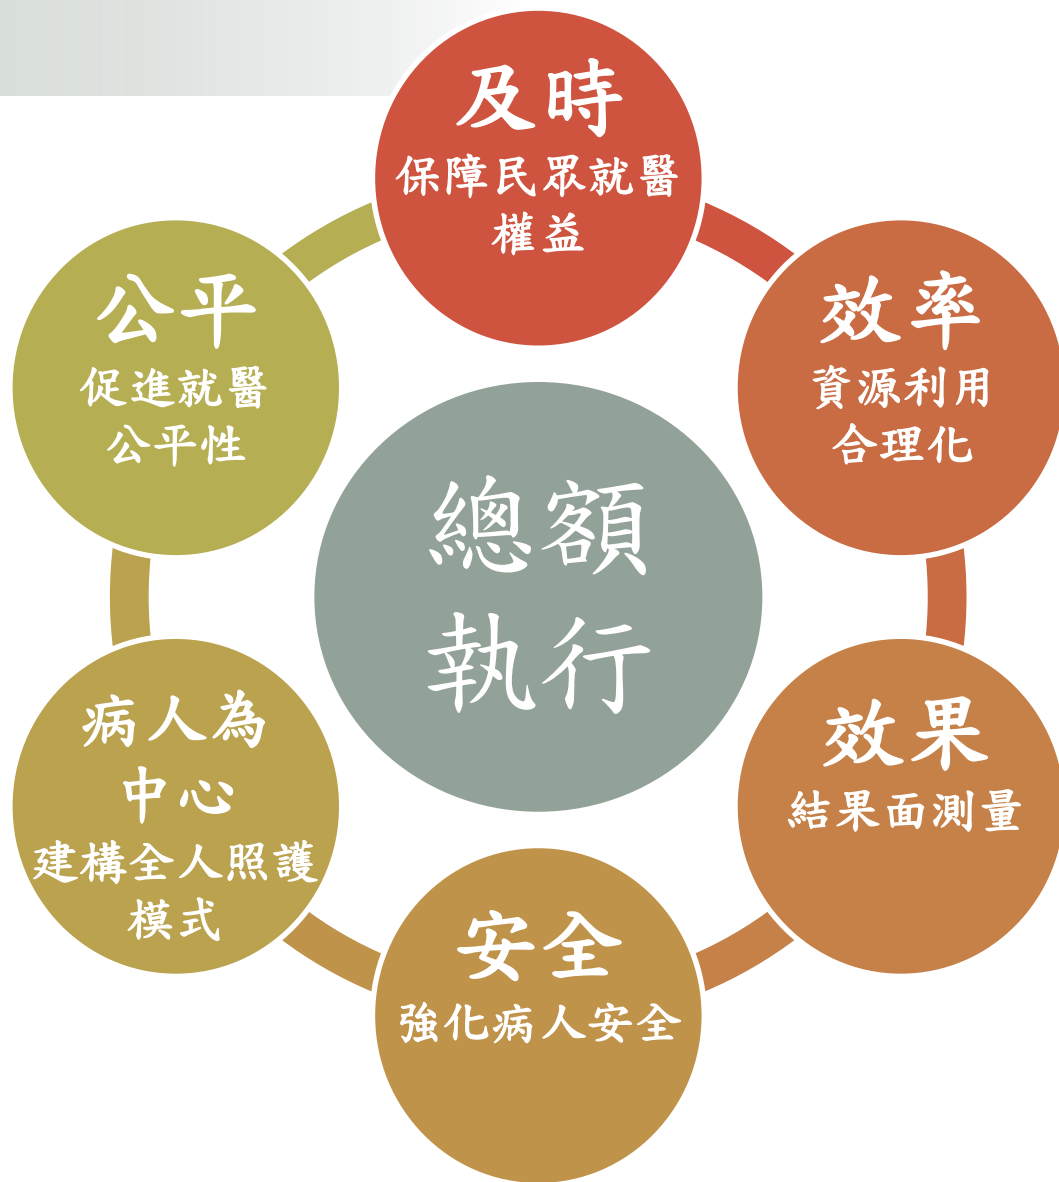 及時
保障民眾就醫
權益
效率
資源利用
合理化
效果
結果面測量
安全
強化病人安全
病人為
中心
建構全人照護
模式
公平
促進就醫
公平性
總額
執行